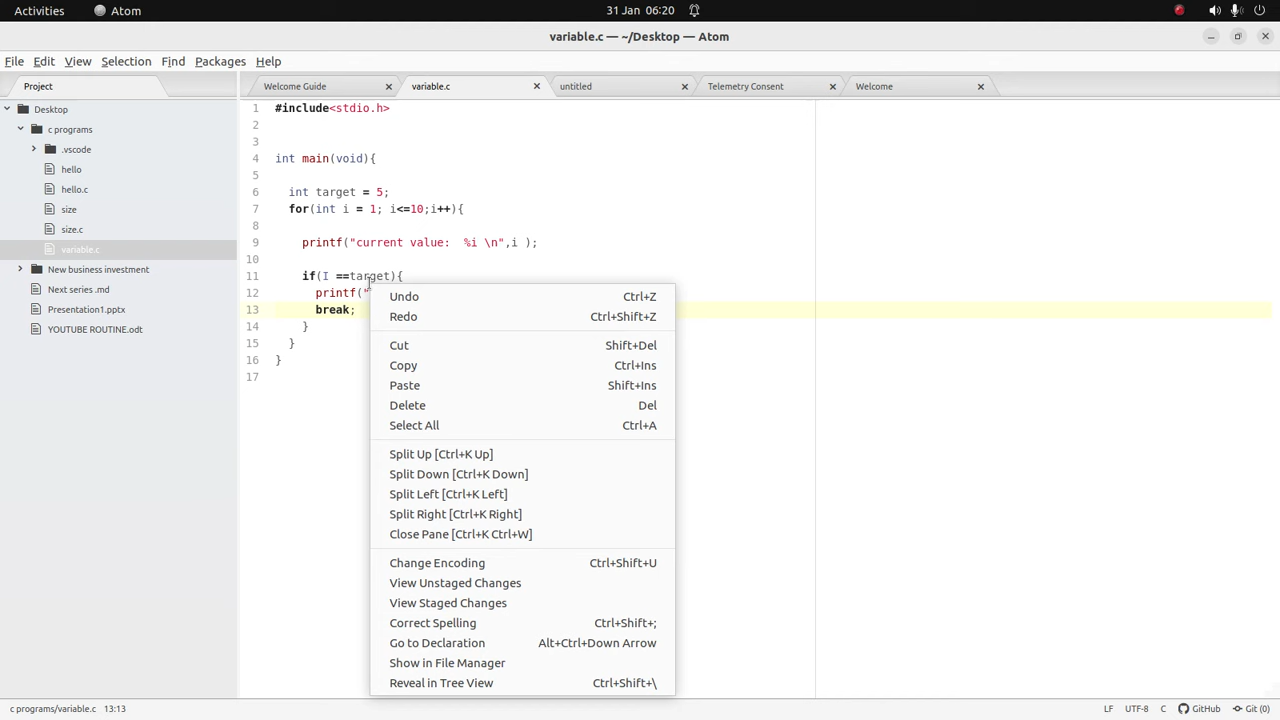 Activities Atom 31 Jan 06:20
variable.c — ~/Desktop — Atom
File Edit View Selection Find Packages Help
Project Welcome Guide variable.c untitled Telemetry Consent Welcome
Desktop
c programs
.vscode
hello
hello.c
size
size.c
variable.c
New business investment
Next series .md
Presentation1.pptx
YOUTUBE ROUTINE.odt
1 #include<stdio.h>
2
3
4 int main(void){
5
6 int target = 5;
7 for(int i = 1; i<=10;i++){
8
9 printf("current value:  %i \n",i );
10
11 if(I ==target){
12 printf("
13 break;
14 }
15 }
16 }
17
Undo Ctrl+Z
Redo Ctrl+Shift+Z
Cut Shift+Del
Copy Ctrl+Ins
Paste Shift+Ins
Delete Del
Select All Ctrl+A
Split Up [Ctrl+K Up]
Split Down [Ctrl+K Down]
Split Left [Ctrl+K Left]
Split Right [Ctrl+K Right]
Close Pane [Ctrl+K Ctrl+W]
Change Encoding Ctrl+Shift+U
View Unstaged Changes
View Staged Changes
Correct Spelling Ctrl+Shift+;
Go to Declaration Alt+Ctrl+Down Arrow
Show in File Manager
Reveal in Tree View Ctrl+Shift+\
c programs/variable.c 13:13 LF UTF-8 C GitHub Git (0)